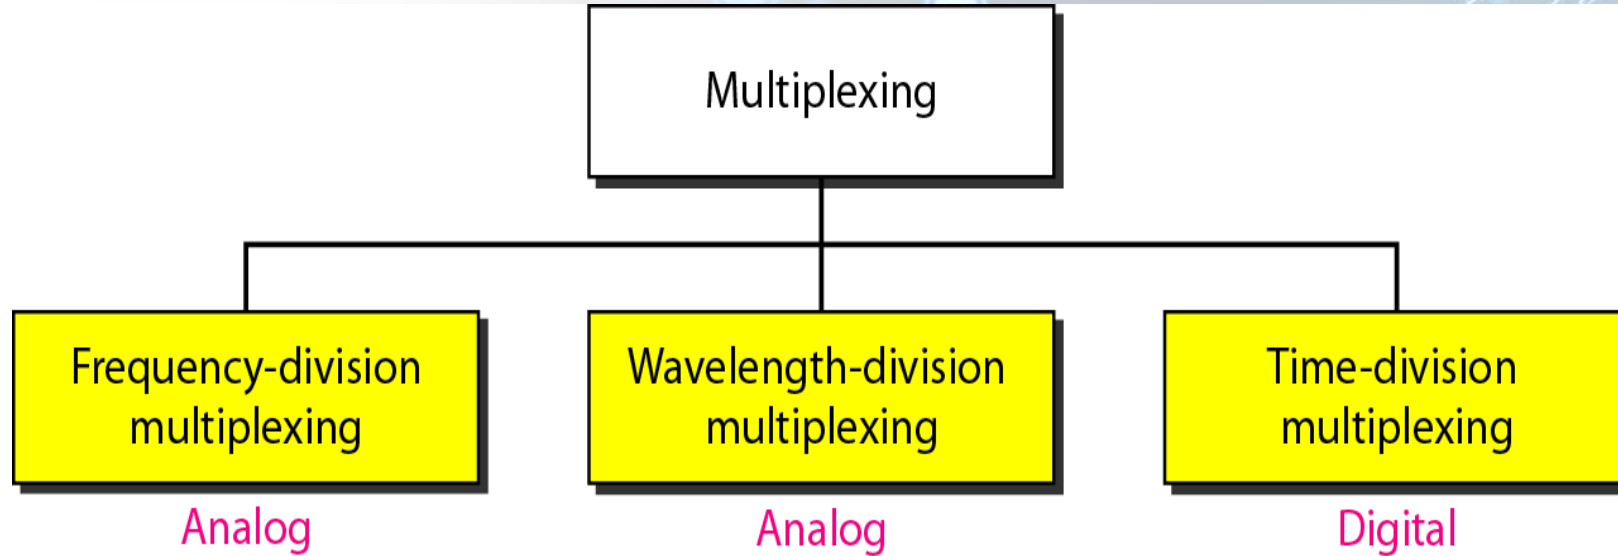 Multiplexing
Frequency-division
multiplexing
Wavelength-division
multiplexing
Time-division
multiplexing
Analog
Analog
Digital